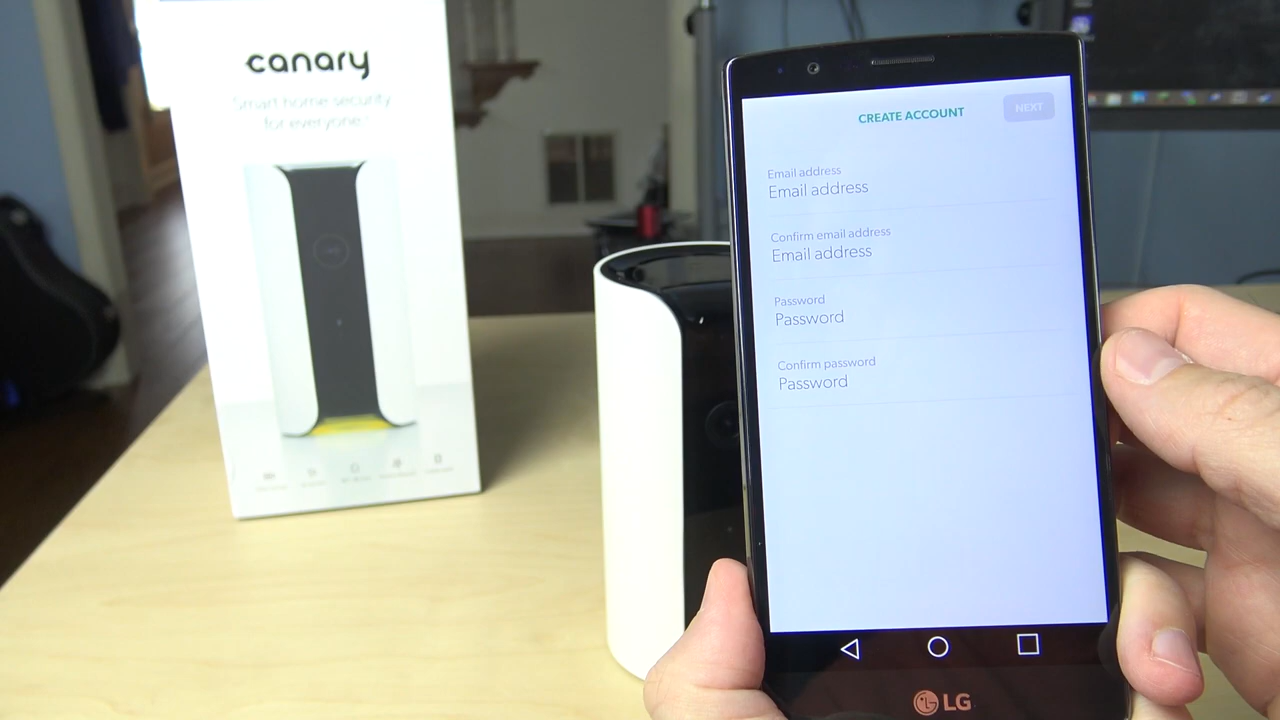 canary
Smart home security
for everyone.
CREATE ACCOUNT
NEXT
Email address
Email address
Confirm email address
Email address
Password
Password
Confirm password
Password
LG